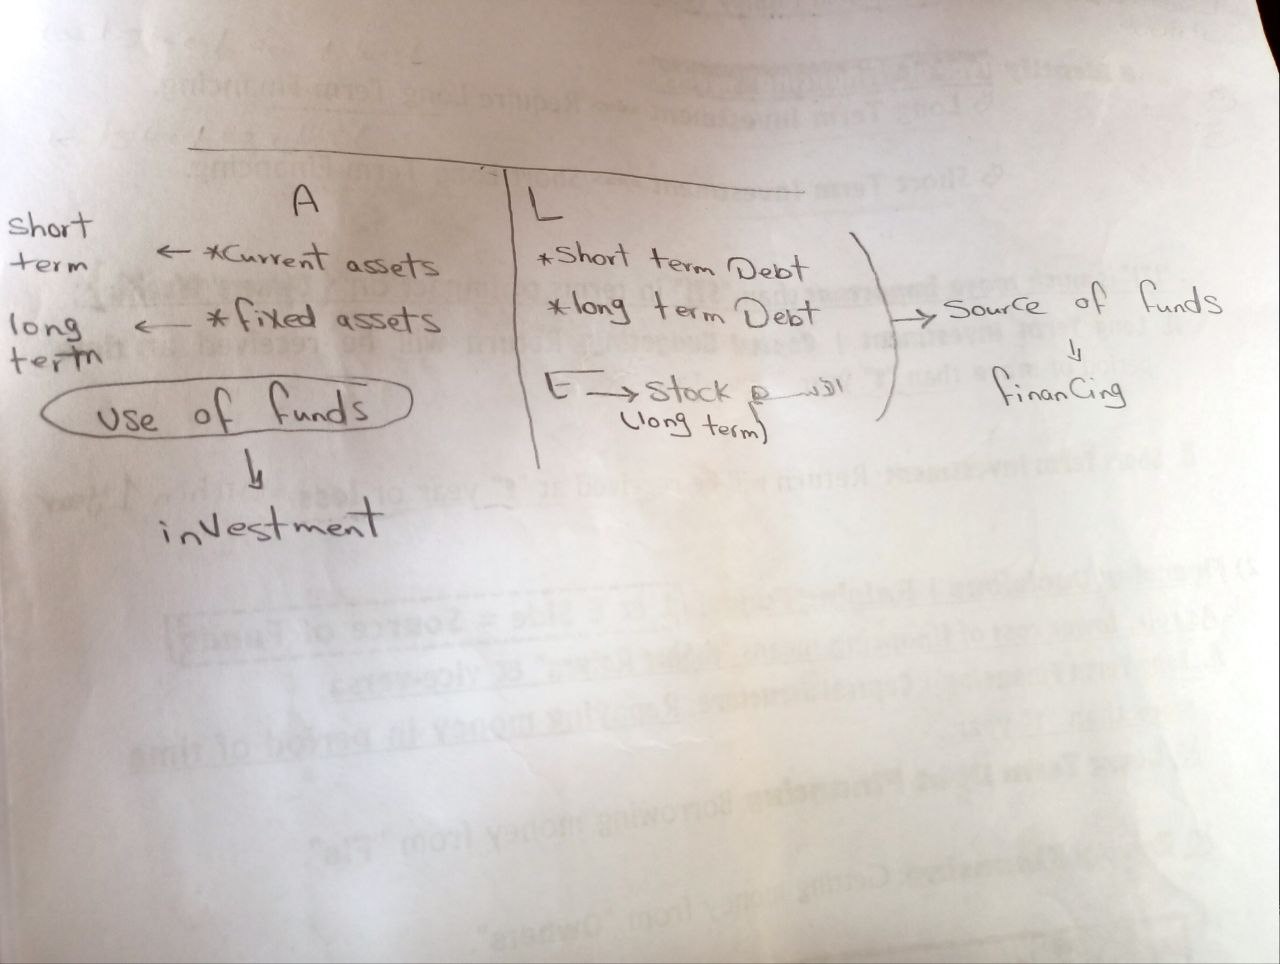 A
short
term ← *Current assets
long
term ← *fixed assets
use of funds
↓
investment
L
*Short term Debt
*long term Debt
E → Stock
(long term)
→ Source of funds
↓
financing